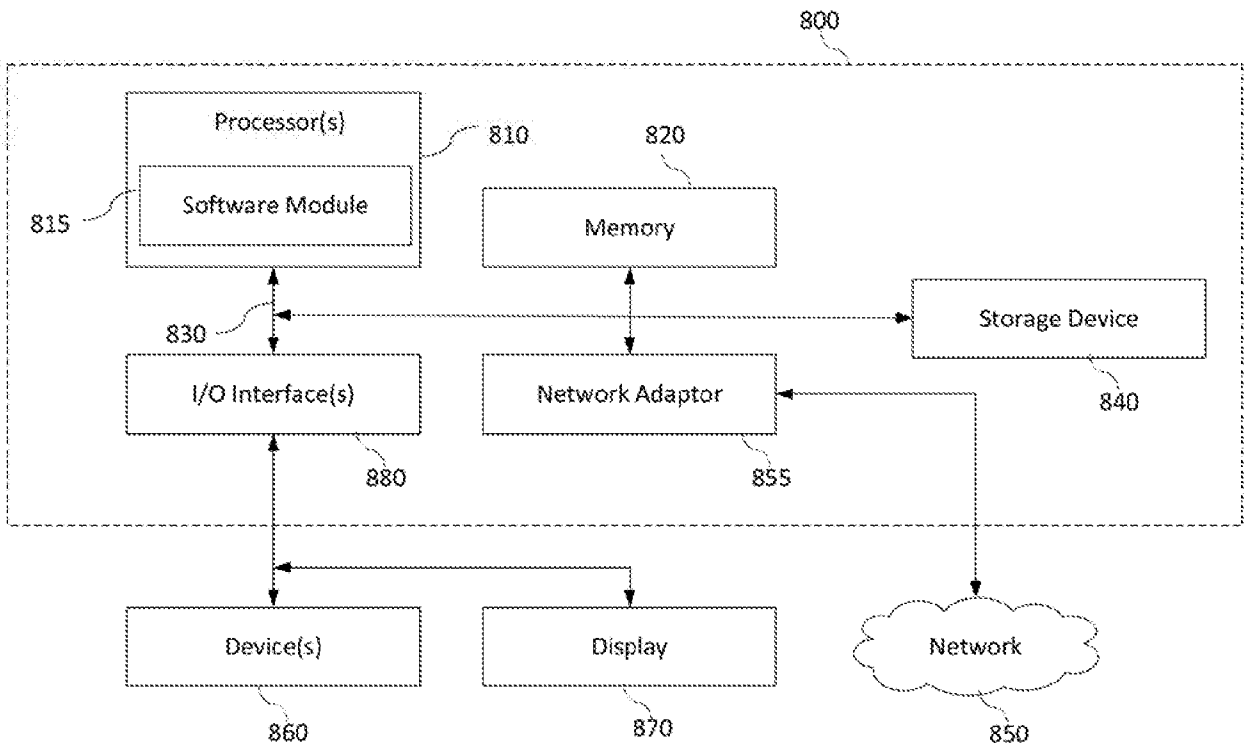 800
Processor(s)
810
820
815
Software Module
Memory
830
Storage Device
I/O Interface(s)
Network Adaptor
840
880
855
Device(s)
Display
Network
860
870
850